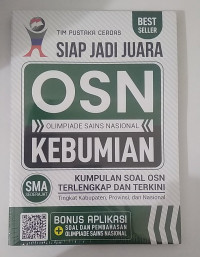 TIM PUSTAKA CERDAS
BEST
SELLER
SIAP JADI JUARA
OSN
OLIMPIADE SAINS NASIONAL
KEBUMIAN
SMA
KUMPULAN SOAL OSN
TERLENGKAP DAN TERKINI
Tingkat Kabupaten, Provinsi, dan Nasional
BONUS APLIKASI
+ SOAL DAN PEMBAHASAN
OLIMPIADE SAINS NASIONAL